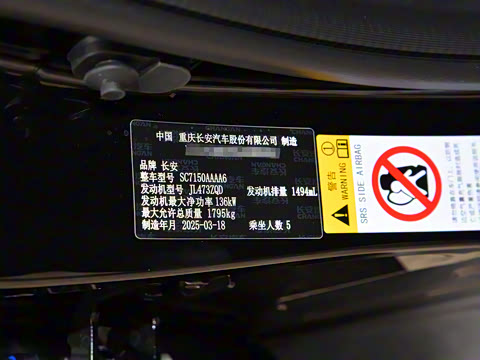 中国 重庆长安汽车股份有限公司 制造
品牌 长安
整车型号 SC7150AAAA6
发动机型号 JL473ZQD 发动机排量 1494mL
发动机最大净功率 136kW
最大允许总质量 1795kg
制造年月 2025-03-18 乘坐人数 5
警告
WARNING
SRS SIDE AIRBAG